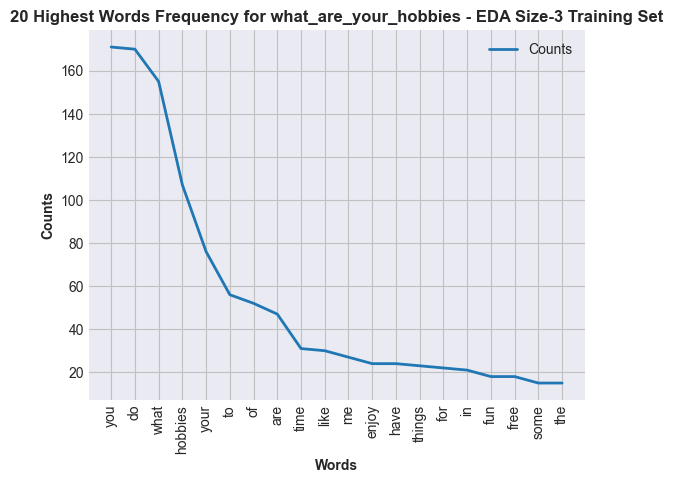 20 Highest Words Frequency for what_are_your_hobbies - EDA Size-3 Training Set
Counts
160
140
120
100
80
60
40
20
Counts
you
do
what
hobbies
your
to
of
are
time
like
me
enjoy
have
things
for
in
fun
free
some
the
Words